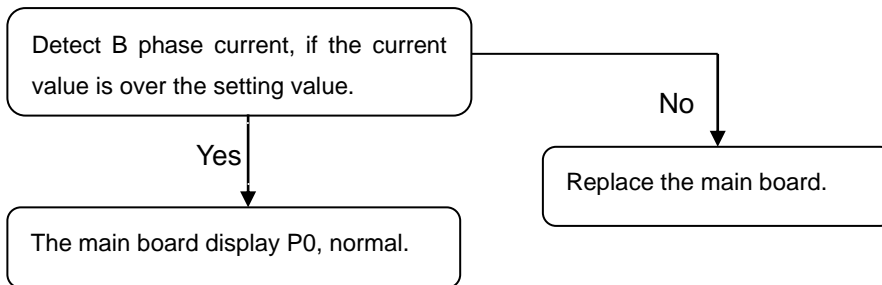 Detect B phase current, if the current
value is over the setting value.
No
Yes
Replace the main board.
The main board display P0, normal.